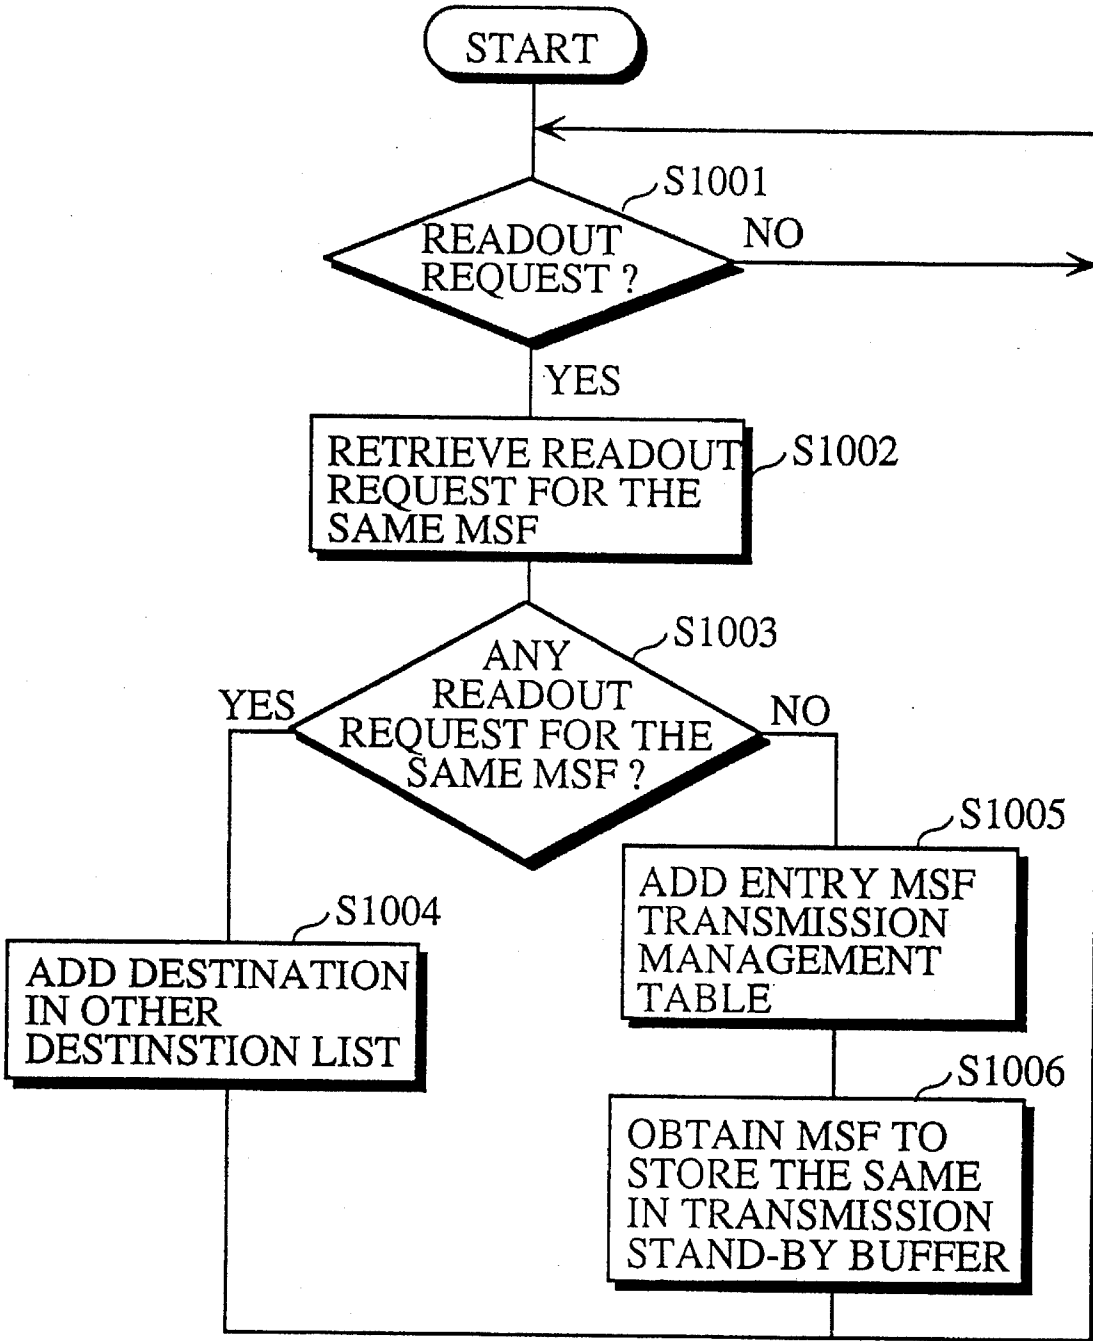 START
S1001
READOUT
REQUEST ?
NO
YES
RETRIEVE READOUT
REQUEST FOR THE
SAME MSF
S1002
S1003
ANY
READOUT
REQUEST FOR THE
SAME MSF ?
YES
NO
S1004
ADD DESTINATION
IN OTHER
DESTINSTION LIST
S1005
ADD ENTRY MSF
TRANSMISSION
MANAGEMENT
TABLE
S1006
OBTAIN MSF TO
STORE THE SAME
IN TRANSMISSION
STAND-BY BUFFER